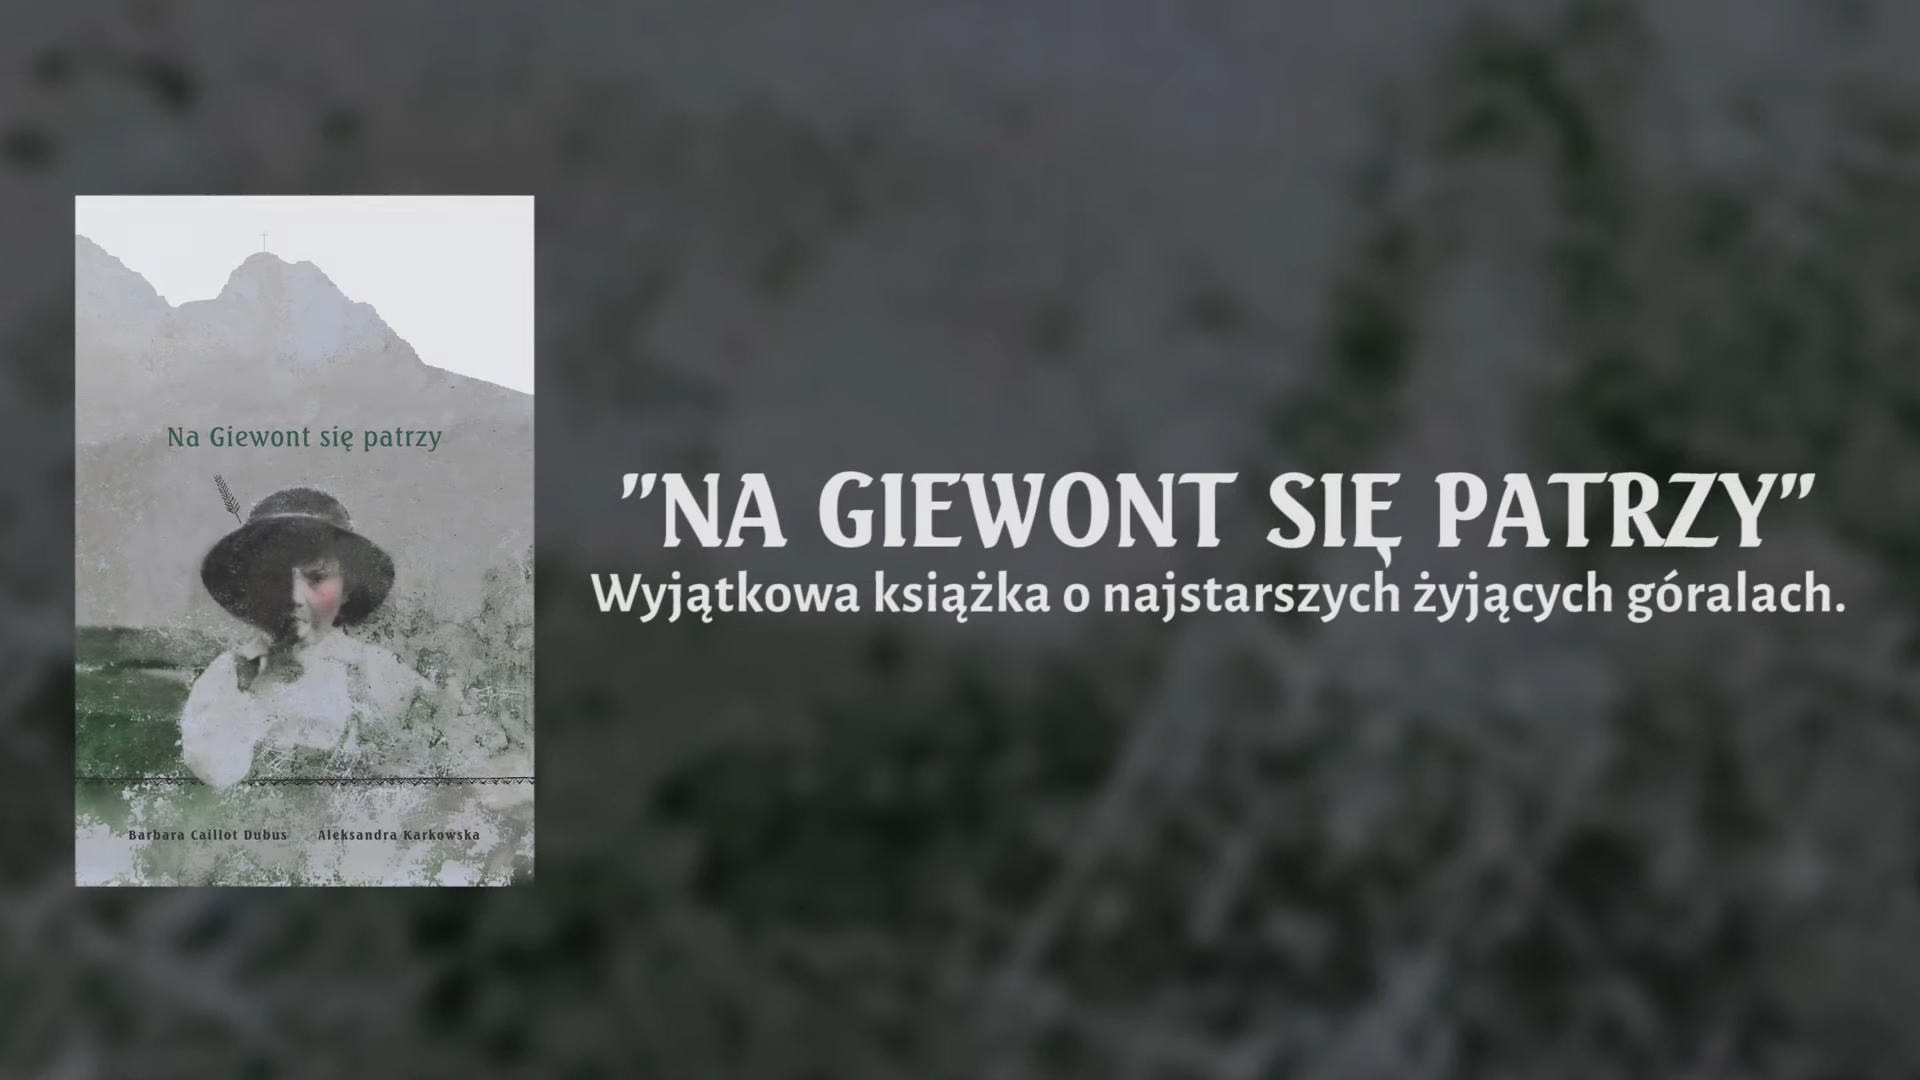 Na Giewont się patrzy
Barbara Caillot Dubus Aleksandra Karkowska
"NA GIEWONT SIĘ PATRZY"
Wyjątkowa książka o najstarszych żyjących góralach.